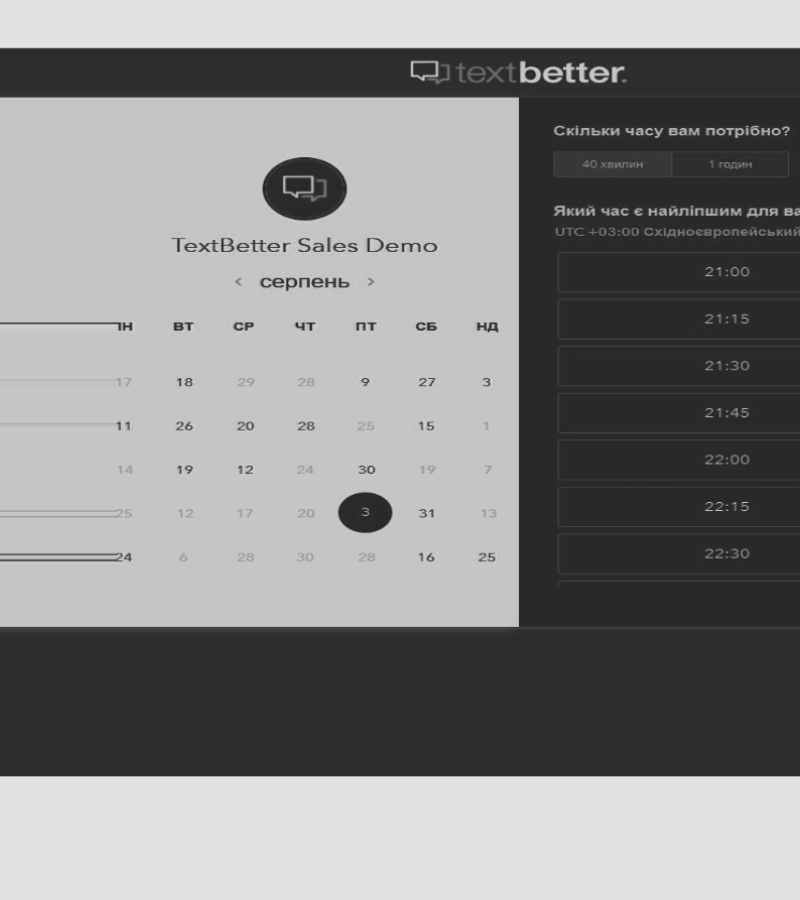 textbetter.
TextBetter Sales Demo
< серпень >
ІН ВТ СР ЧТ ПТ СБ НД
17 18 29 28 9 27 3
11 26 20 28 25 15 1
14 19 12 24 30 19 7
25 12 17 20 3 31 13
24 6 28 30 28 16 25
Скільки часу вам потрібно?
40 хвилин 1 годин
Який час є найліпшим для ва
UTC +03:00 Східноєвропейський
21:00
21:15
21:30
21:45
22:00
22:15
22:30